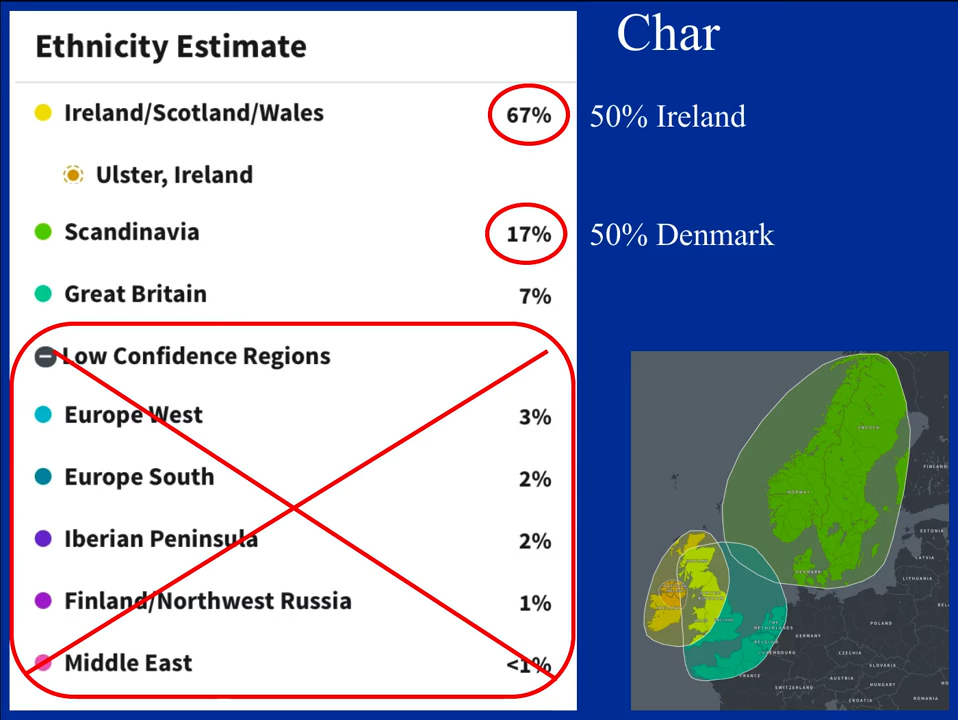 Ethnicity Estimate
Char
Ireland/Scotland/Wales 67% 50% Ireland
Ulster, Ireland
Scandinavia 17% 50% Denmark
Great Britain 7%
Low Confidence Regions
Europe West 3%
Europe South 2%
Iberian Peninsula 2%
Finland/Northwest Russia 1%
Middle East <1%
SWEDEN
FINLAND
NORWAY
ESTONIA
LATVIA
DENMARK
LITHUANIA
THE
NETHERLANDS
POLAND
GERMANY
BELGIUM
LUXEMBOURG
CZECHIA
SLOVAKIA
FRANCE
AUSTRIA
HUNGARY
SWITZERLAND
ROMANIA
CROATIA